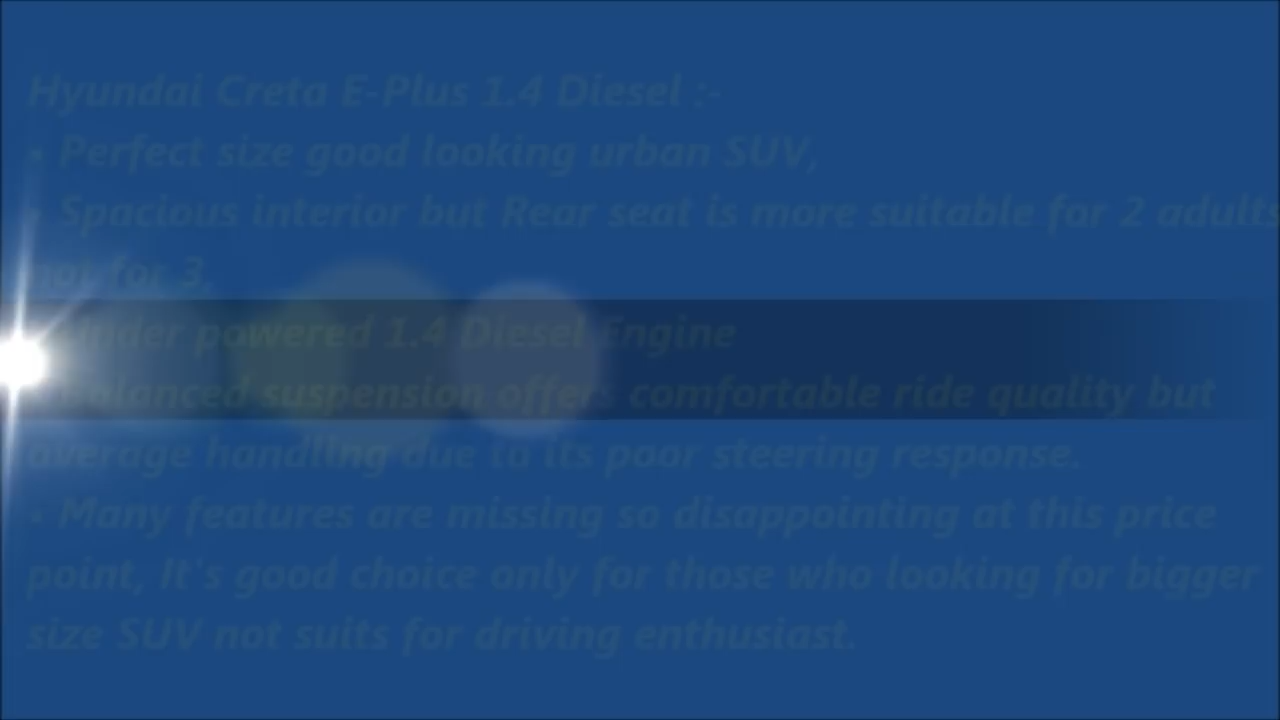 Hyundai Creta E-Plus 1.4 Diesel :-
• Perfect size good looking urban SUV,
• Spacious interior but Rear seat is more suitable for 2 adults
not for 3.
powered 1.4 Diesel Engine
suspension offers comfortable ride quality but
average handling due to its poor steering response.
• Many features are missing so disappointing at this price
point, It's good choice only for those who looking for bigger
size SUV not suits for driving enthusiast.